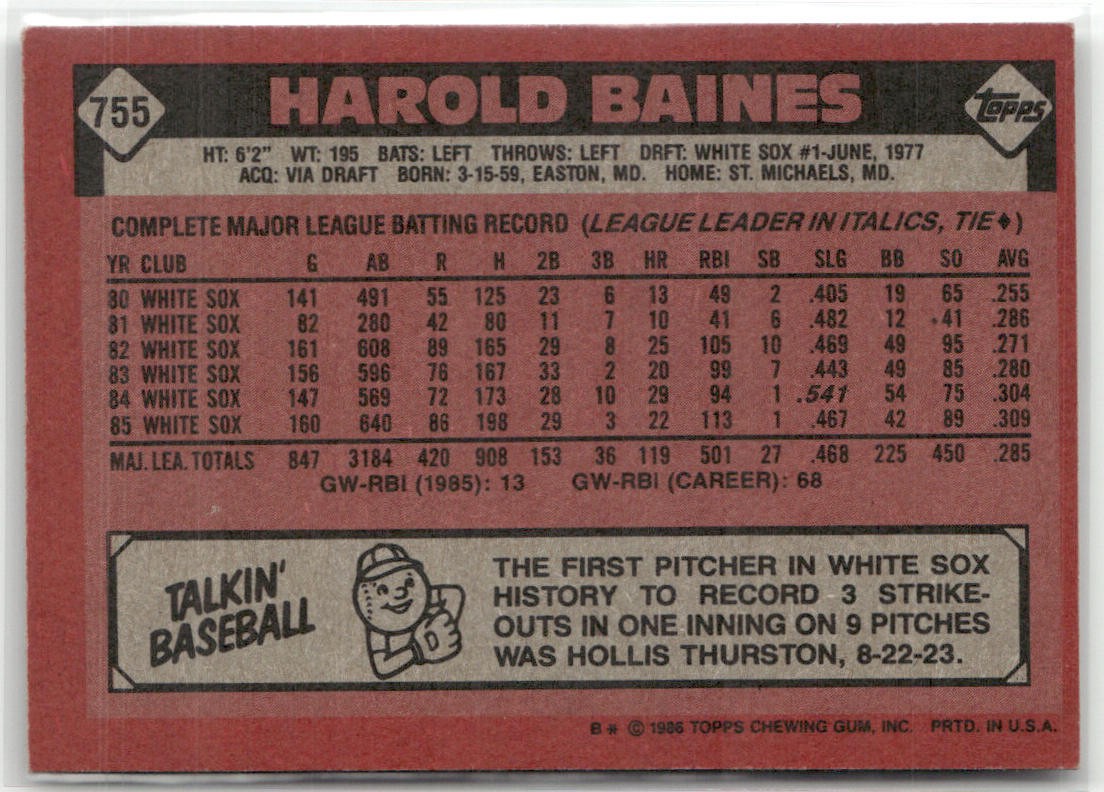 755
HAROLD BAINES
topps
HT: 6'2" WT: 195 BATS: LEFT THROWS: LEFT DRFT: WHITE SOX #1-JUNE, 1977
ACQ: VIA DRAFT BORN: 3-15-59, EASTON, MD. HOME: ST. MICHAELS, MD.
COMPLETE MAJOR LEAGUE BATTING RECORD (LEAGUE LEADER IN ITALICS, TIE♦)
YR CLUB G AB R H 2B 3B HR RBI SB SLG BB SO AVG
80 WHITE SOX 141 491 55 125 23 6 13 49 2 .405 19 65 .255
81 WHITE SOX 82 280 42 80 11 7 10 41 6 .482 12 41 .286
82 WHITE SOX 161 608 89 165 29 8 25 105 10 .469 49 95 .271
83 WHITE SOX 156 596 76 167 33 2 20 99 7 .443 49 85 .280
84 WHITE SOX 147 569 72 173 28 10 29 94 1 .541 54 75 .304
85 WHITE SOX 160 640 86 198 29 3 22 113 1 .467 42 89 .309
MAJ. LEA. TOTALS 847 3184 420 908 153 36 119 501 27 .468 225 450 .285
GW-RBI (1985): 13 GW-RBI (CAREER): 68
TALKIN'
BASEBALL
THE FIRST PITCHER IN WHITE SOX
HISTORY TO RECORD 3 STRIKE-
OUTS IN ONE INNING ON 9 PITCHES
WAS HOLLIS THURSTON, 8-22-23.
B* © 1986 TOPPS CHEWING GUM, INC. PRTD. IN U.S.A.